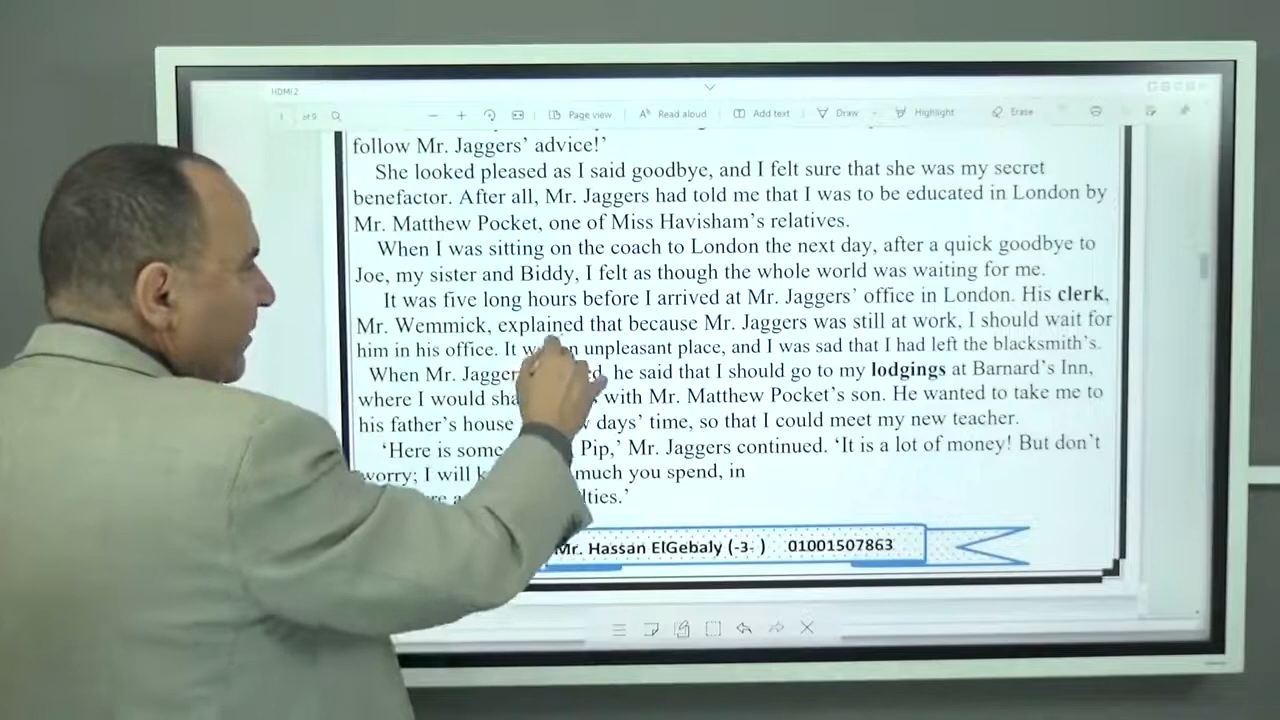 HDMI 2
1 of 9 Page view Read aloud Add text Draw Highlight Erase
follow Mr. Jaggers' advice!'
She looked pleased as I said goodbye, and I felt sure that she was my secret
benefactor. After all, Mr. Jaggers had told me that I was to be educated in London by
Mr. Matthew Pocket, one of Miss Havisham's relatives.
When I was sitting on the coach to London the next day, after a quick goodbye to
Joe, my sister and Biddy, I felt as though the whole world was waiting for me.
It was five long hours before I arrived at Mr. Jaggers' office in London. His clerk,
Mr. Wemmick, explained that because Mr. Jaggers was still at work, I should wait for
him in his office. It unpleasant place, and I was sad that I had left the blacksmith's.
When Mr. he said that I should go to my lodgings at Barnard's Inn,
where I would with Mr. Matthew Pocket's son. He wanted to take me to
his father's house days' time, so that I could meet my new teacher.
'Here is some Pip,' Mr. Jaggers continued. 'It is a lot of money! But don't
worry; I will much you spend, in
Mr. Hassan ElGebaly (-3- ) 01001507863